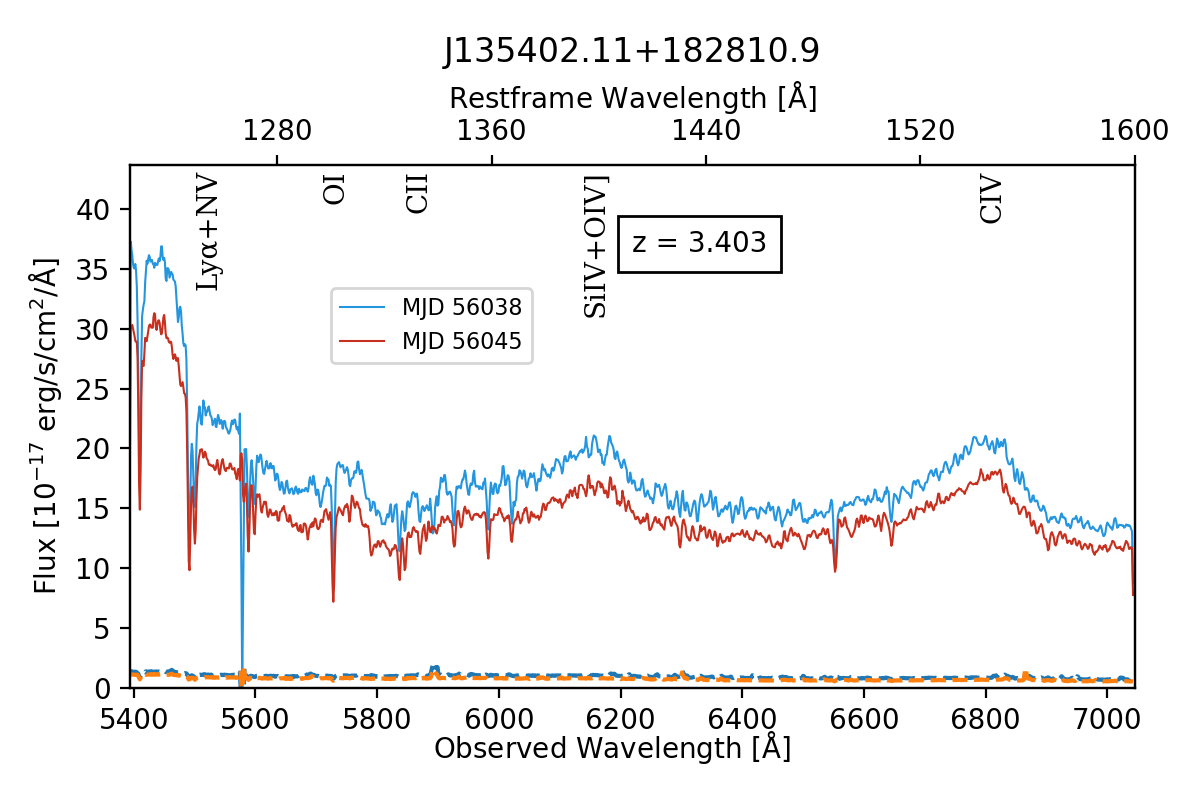 J135402.11+182810.9
Restframe Wavelength [Å]
1280 1360 1440 1520 1600
Lyα+NV
OI
CII
SiIV+OIV]
CIV
z = 3.403
MJD 56038
MJD 56045
Flux [10⁻¹⁷ erg/s/cm²/Å]
40
35
30
25
20
15
10
5
0
5400 5600 5800 6000 6200 6400 6600 6800 7000
Observed Wavelength [Å]